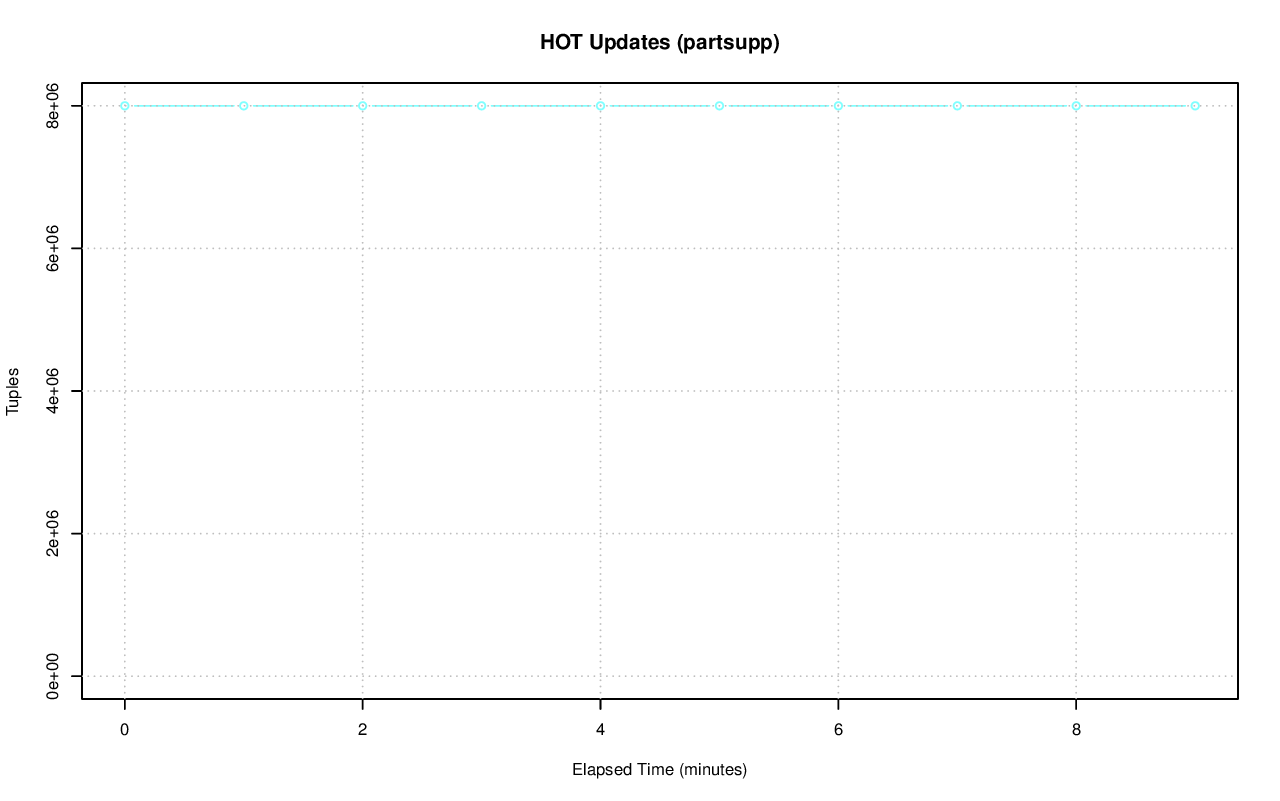 HOT Updates (partsupp)
Tuples
8e+06
6e+06
4e+06
2e+06
0e+00
0 2 4 6 8
Elapsed Time (minutes)